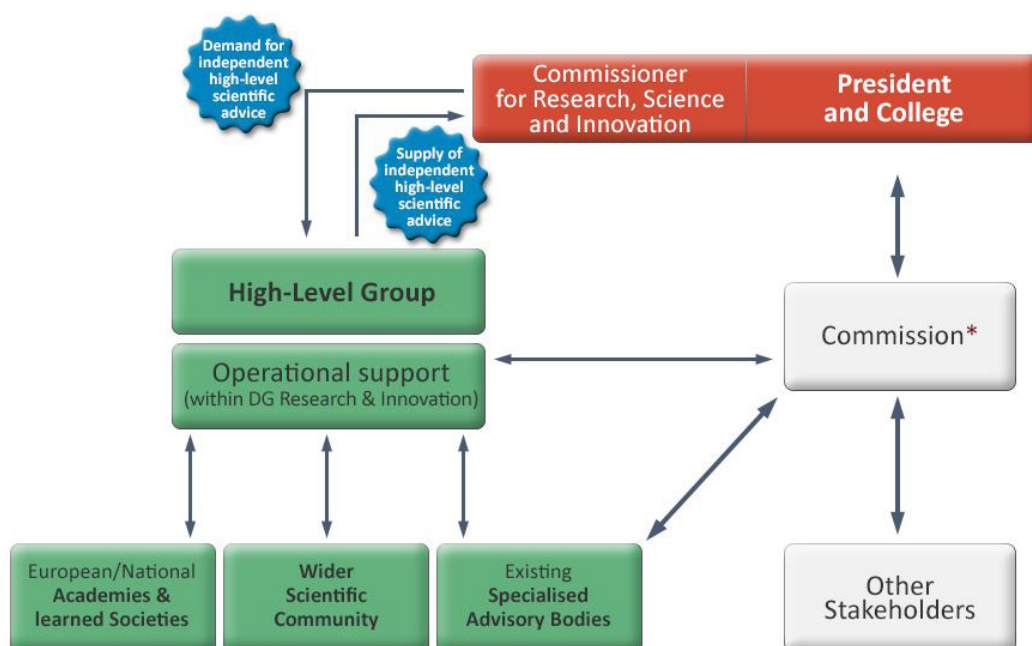 Demand for
independent
high-level
scientific
advice
Commissioner
for Research, Science
and Innovation
President
and College
Supply of
independent
high-level
scientific
advice
High-Level Group
Commission*
Operational support
(within DG Research & Innovation)
European/National
Academies &
learned Societies
Wider
Scientific
Community
Existing
Specialised
Advisory Bodies
Other
Stakeholders